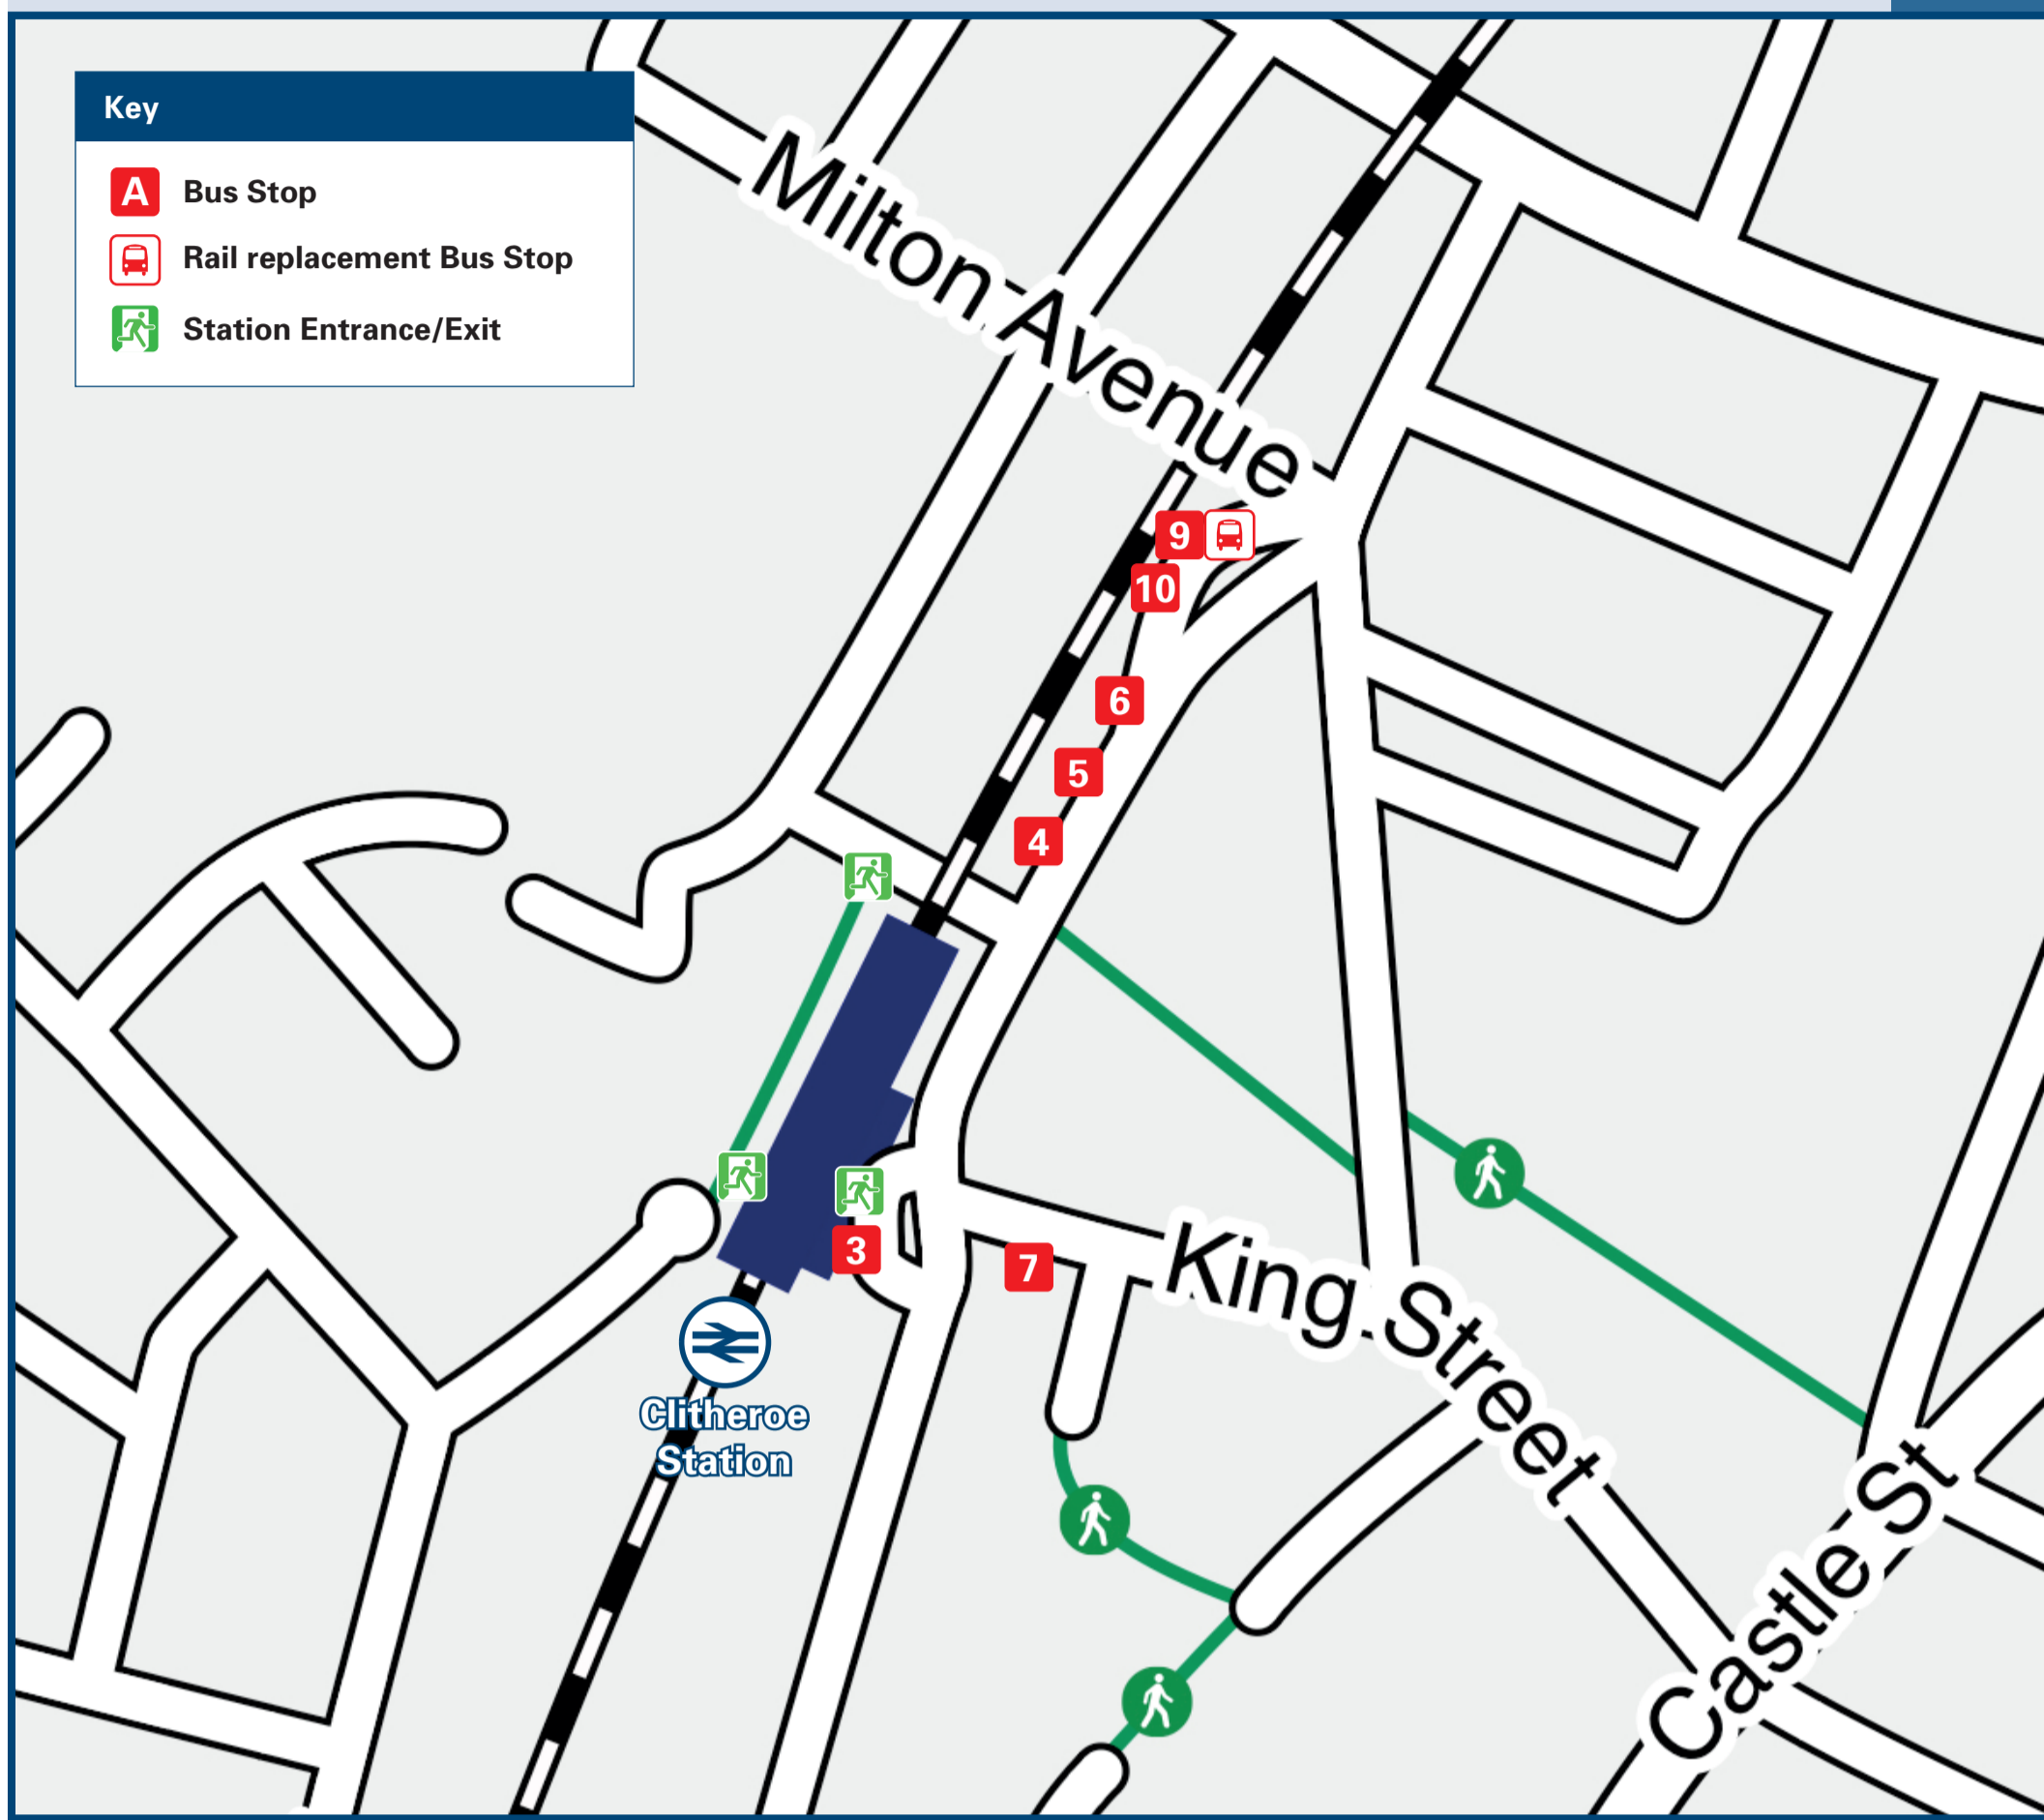 Key
A Bus Stop
Rail replacement Bus Stop
Station Entrance/Exit
Milton Avenue
9
10
6
5
4
3
7
King Street
Clitheroe
Station
Castle St